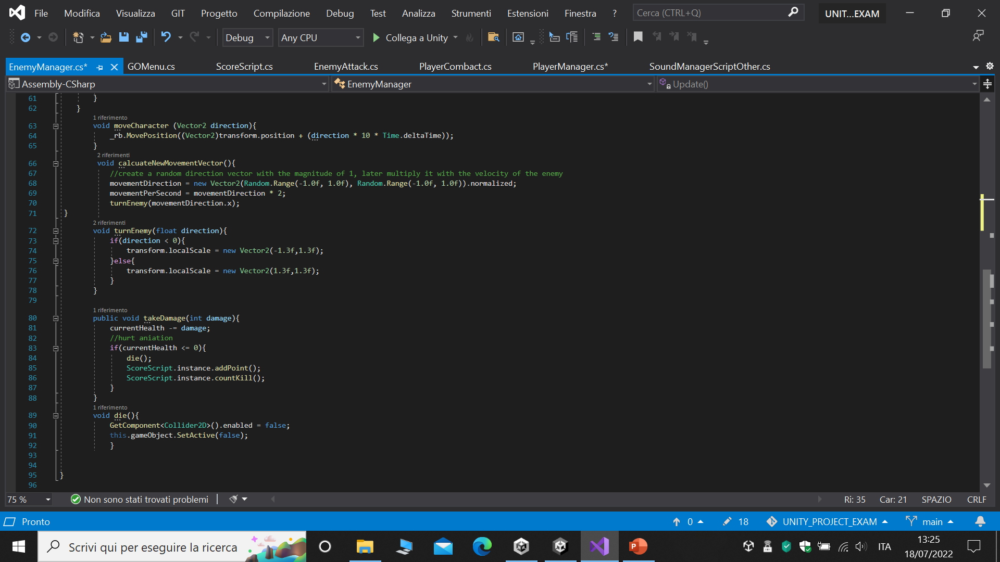 File Modifica Visualizza GIT Progetto Compilazione Debug Test Analizza Strumenti Estensioni Finestra ? Cerca (CTRL+Q) UNIT...EXAM
Debug Any CPU Collega a Unity
EnemyManager.cs* GOMenu.cs ScoreScript.cs EnemyAttack.cs PlayerCombact.cs PlayerManager.cs* SoundManagerScriptOther.cs
Assembly-CSharp EnemyManager Update()
61 }
62 }
1 riferimento
63 void moveCharacter (Vector2 direction){
64 _rb.MovePosition((Vector2)transform.position + (direction * 10 * Time.deltaTime));
65 }
2 riferimenti
66 void calcuateNewMovementVector(){
67 //create a random direction vector with the magnitude of 1, later multiply it with the velocity of the enemy
68 movementDirection = new Vector2(Random.Range(-1.0f, 1.0f), Random.Range(-1.0f, 1.0f)).normalized;
69 movementPerSecond = movementDirection * 2;
70 turnEnemy(movementDirection.x);
71 }
2 riferimenti
72 void turnEnemy(float direction){
73 if(direction < 0){
74 transform.localScale = new Vector2(-1.3f,1.3f);
75 }else{
76 transform.localScale = new Vector2(1.3f,1.3f);
77 }
78 }
79
1 riferimento
80 public void takeDamage(int damage){
81 currentHealth -= damage;
82 //hurt aniation
83 if(currentHealth <= 0){
84 die();
85 ScoreScript.instance.addPoint();
86 ScoreScript.instance.countKill();
87 }
88 }
1 riferimento
89 void die(){
90 GetComponent<Collider2D>().enabled = false;
91 this.gameObject.SetActive(false);
92 }
93
94
95 }
96
75 % Non sono stati trovati problemi Ri: 35 Car: 21 SPAZIO CRLF
Pronto 0 18 UNITY_PROJECT_EXAM main
Scrivi qui per eseguire la ricerca ITA 13:25
18/07/2022